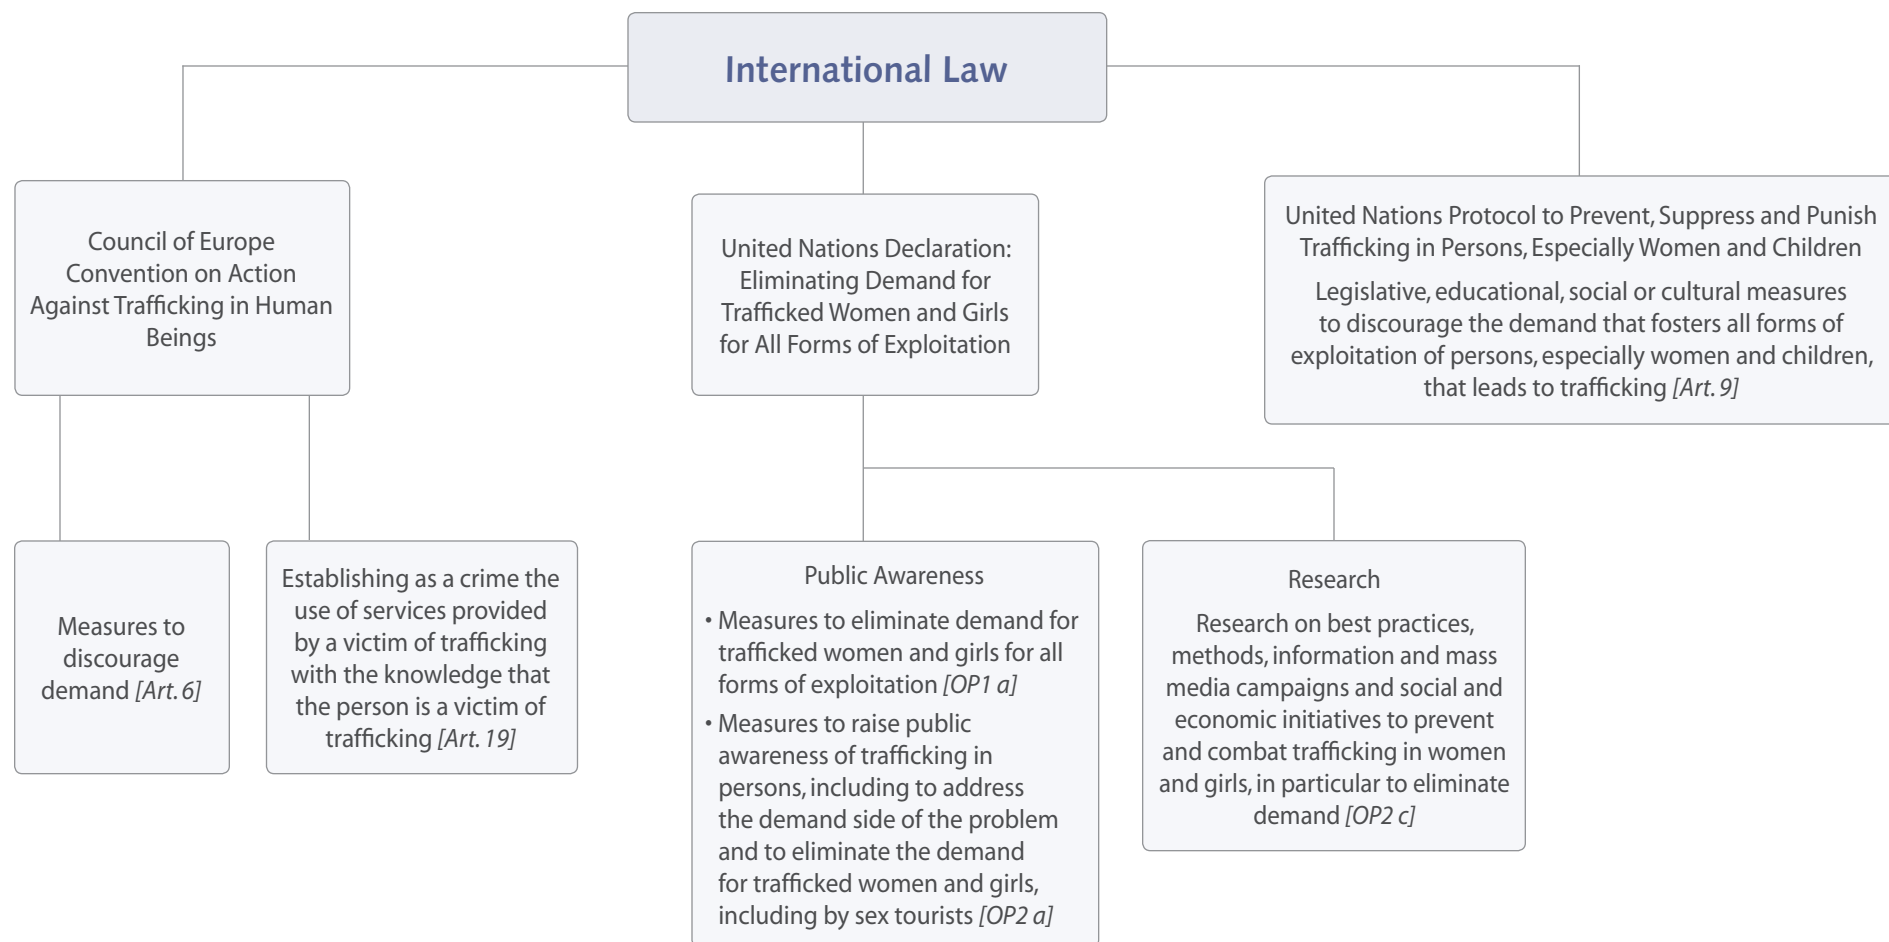 International Law
Council of Europe
Convention on Action
Against Trafficking in Human
Beings
United Nations Declaration:
Eliminating Demand for
Trafficked Women and Girls
for All Forms of Exploitation
United Nations Protocol to Prevent, Suppress and Punish
Trafficking in Persons, Especially Women and Children
Legislative, educational, social or cultural measures
to discourage the demand that fosters all forms of
exploitation of persons, especially women and children,
that leads to trafficking [Art. 9]
Measures to
discourage
demand [Art. 6]
Establishing as a crime the
use of services provided
by a victim of trafficking
with the knowledge that
the person is a victim of
trafficking [Art. 19]
Public Awareness
• Measures to eliminate demand for
trafficked women and girls for all
forms of exploitation [OP1 a]
• Measures to raise public
awareness of trafficking in
persons, including to address
the demand side of the problem
and to eliminate the demand
for trafficked women and girls,
including by sex tourists [OP2 a]
Research
Research on best practices,
methods, information and mass
media campaigns and social and
economic initiatives to prevent
and combat trafficking in women
and girls, in particular to eliminate
demand [OP2 c]